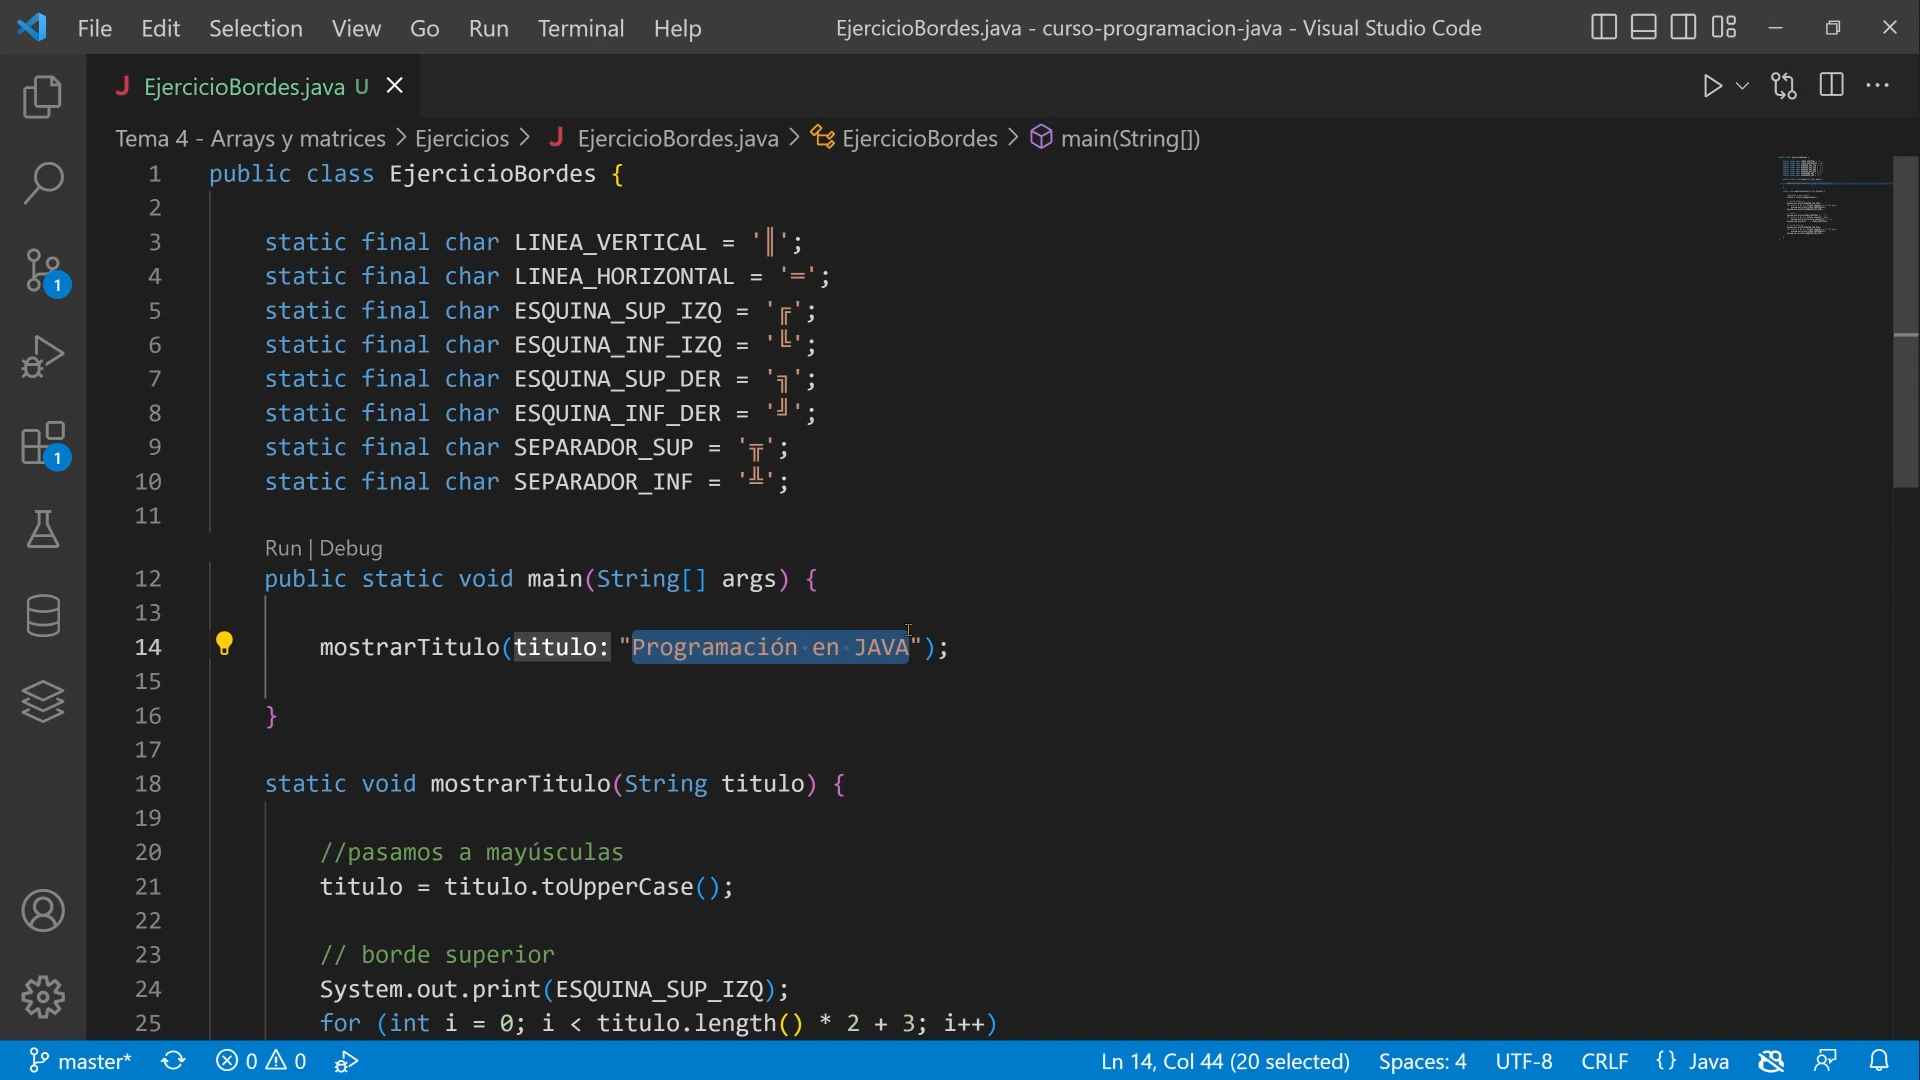 File Edit Selection View Go Run Terminal Help EjercicioBordes.java - curso-programacion-java - Visual Studio Code
J EjercicioBordes.java U
Tema 4 - Arrays y matrices > Ejercicios > J EjercicioBordes.java > EjercicioBordes > main(String[])
1 public class EjercicioBordes {
2
3 static final char LINEA_VERTICAL = '║';
4 static final char LINEA_HORIZONTAL = '═';
5 static final char ESQUINA_SUP_IZQ = '╔';
6 static final char ESQUINA_INF_IZQ = '╚';
7 static final char ESQUINA_SUP_DER = '╗';
8 static final char ESQUINA_INF_DER = '╝';
9 static final char SEPARADOR_SUP = '╦';
10 static final char SEPARADOR_INF = '╩';
11
Run | Debug
12 public static void main(String[] args) {
13
14 mostrarTitulo(titulo: "Programación en JAVA");
15
16 }
17
18 static void mostrarTitulo(String titulo) {
19
20 //pasamos a mayúsculas
21 titulo = titulo.toUpperCase();
22
23 // borde superior
24 System.out.print(ESQUINA_SUP_IZQ);
25 for (int i = 0; i < titulo.length() * 2 + 3; i++)
1
1
master* 0 0 Ln 14, Col 44 (20 selected) Spaces: 4 UTF-8 CRLF {} Java